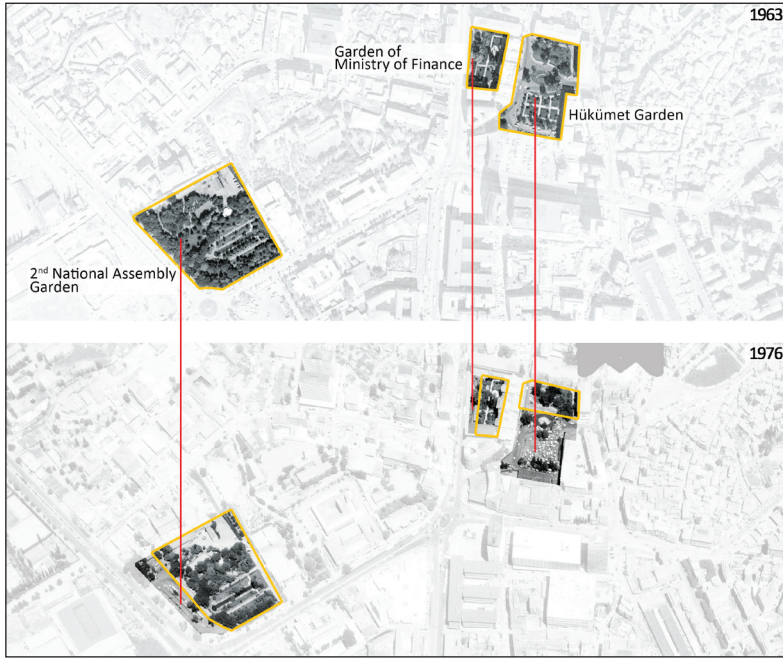 1963
Garden of
Ministry of Finance
Hükümet Garden
2nd National Assembly
Garden
1976